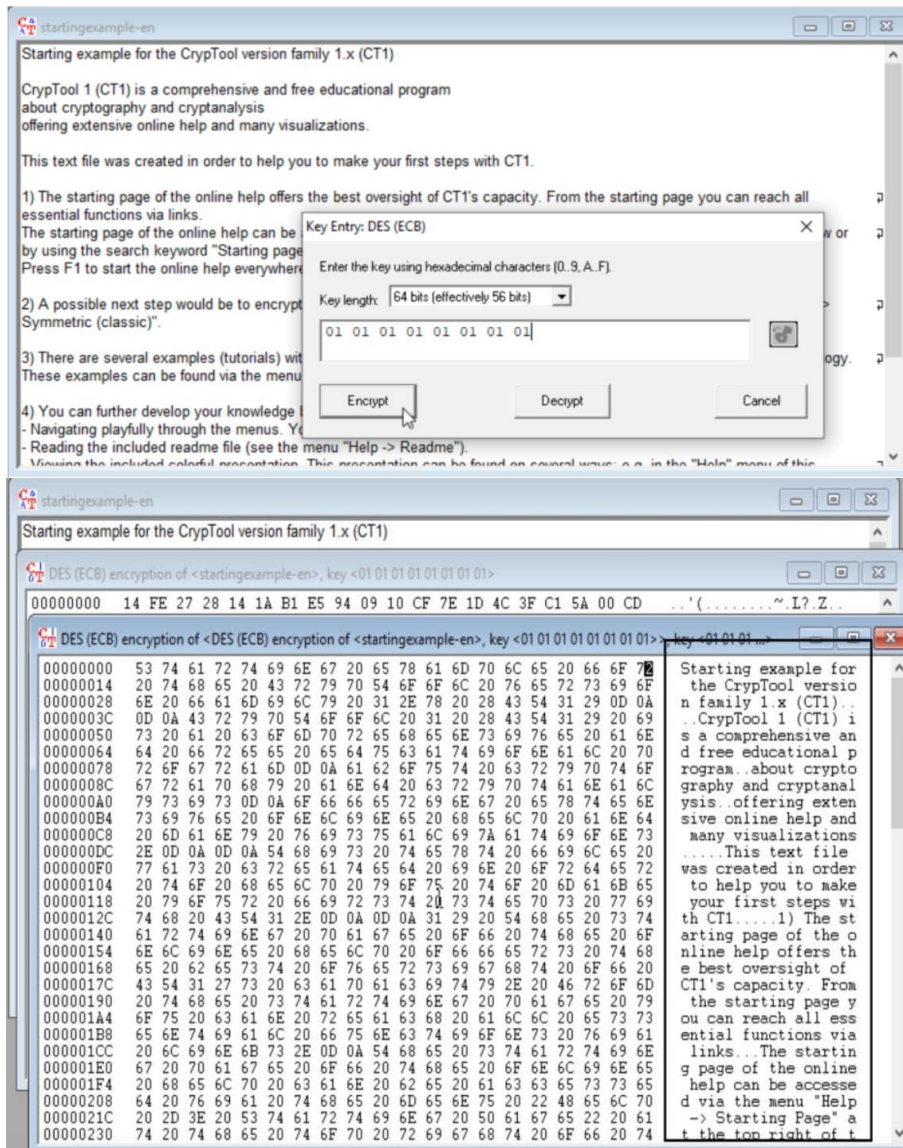 startingexample-en
Starting example for the CrypTool version family 1.x (CT1)
CrypTool 1 (CT1) is a comprehensive and free educational program
about cryptography and cryptanalysis
offering extensive online help and many visualizations.
This text file was created in order to help you to make your first steps with CT1.
1) The starting page of the online help offers the best oversight of CT1's capacity. From the starting page you can reach all
essential functions via links.
The starting page of the online help can be
w or
by using the search keyword "Starting page
Press F1 to start the online help everywhere
2) A possible next step would be to encrypt
>
Symmetric (classic)".
3) There are several examples (tutorials) wit
ogy.
These examples can be found via the menu
4) You can further develop your knowledge
- Navigating playfully through the menus. Yo
- Reading the included readme file (see the menu "Help -> Readme").
- Viewing the included colorful presentation. This presentation can be found on several ways: e.g. in the "Help" menu of this
Key Entry: DES (ECB)
Enter the key using hexadecimal characters (0..9, A..F).
Key length: 64 bits (effectively 56 bits)
01 01 01 01 01 01 01 01
Encrypt Decrypt Cancel
startingexample-en
Starting example for the CrypTool version family 1.x (CT1)
DES (ECB) encryption of <startingexample-en>, key <01 01 01 01 01 01 01 01>
00000000 14 FE 27 28 14 1A B1 E5 94 09 10 CF 7E 1D 4C 3F C1 5A 00 CD ..'(........~.L?.Z..
DES (ECB) encryption of <DES (ECB) encryption of <startingexample-en>, key <01 01 01 01 01 01 01 01>>, key <01 01 01 ...>
00000000 53 74 61 72 74 69 6E 67 20 65 78 61 6D 70 6C 65 20 66 6F 72 Starting example for
00000014 20 74 68 65 20 43 72 79 70 54 6F 6F 6C 20 76 65 72 73 69 6F the CrypTool versio
00000028 6E 20 66 61 6D 69 6C 79 20 31 2E 78 20 28 43 54 31 29 0D 0A n family 1.x (CT1)..
0000003C 0D 0A 43 72 79 70 54 6F 6F 6C 20 31 20 28 43 54 31 29 20 69 ..CrypTool 1 (CT1) i
00000050 73 20 61 20 63 6F 6D 70 72 65 68 65 6E 73 69 76 65 20 61 6E s a comprehensive an
00000064 64 20 66 72 65 65 20 65 64 75 63 61 74 69 6F 6E 61 6C 20 70 d free educational p
00000078 72 6F 67 72 61 6D 0D 0A 61 62 6F 75 74 20 63 72 79 70 74 6F rogram..about crypto
0000008C 67 72 61 70 68 79 20 61 6E 64 20 63 72 79 70 74 61 6E 61 6C graphy and cryptanal
000000A0 79 73 69 73 0D 0A 6F 66 66 65 72 69 6E 67 20 65 78 74 65 6E ysis..offering exten
000000B4 73 69 76 65 20 6F 6E 6C 69 6E 65 20 68 65 6C 70 20 61 6E 64 sive online help and
000000C8 20 6D 61 6E 79 20 76 69 73 75 61 6C 69 7A 61 74 69 6F 6E 73 many visualizations
000000DC 2E 0D 0A 0D 0A 54 68 69 73 20 74 65 78 74 20 66 69 6C 65 20 .....This text file
000000F0 77 61 73 20 63 72 65 61 74 65 64 20 69 6E 20 6F 72 64 65 72 was created in order
00000104 20 74 6F 20 68 65 6C 70 20 79 6F 75 20 74 6F 20 6D 61 6B 65 to help you to make
00000118 20 79 6F 75 72 20 66 69 72 73 74 20 73 74 65 70 73 20 77 69 your first steps wi
0000012C 74 68 20 43 54 31 2E 0D 0A 0D 0A 31 29 20 54 68 65 20 73 74 th CT1.....1) The st
00000140 61 72 74 69 6E 67 20 70 61 67 65 20 6F 66 20 74 68 65 20 6F arting page of the o
00000154 6E 6C 69 6E 65 20 68 65 6C 70 20 6F 66 66 65 72 73 20 74 68 nline help offers th
00000168 65 20 62 65 73 74 20 6F 76 65 72 73 69 67 68 74 20 6F 66 20 e best oversight of
0000017C 43 54 31 27 73 20 63 61 70 61 63 69 74 79 2E 20 46 72 6F 6D CT1's capacity. From
00000190 20 74 68 65 20 73 74 61 72 74 69 6E 67 20 70 61 67 65 20 79 the starting page y
000001A4 6F 75 20 63 61 6E 20 72 65 61 63 68 20 61 6C 6C 20 65 73 73 ou can reach all ess
000001B8 65 6E 74 69 61 6C 20 66 75 6E 63 74 69 6F 6E 73 20 76 69 61 ential functions via
000001CC 20 6C 69 6E 6B 73 2E 0D 0A 54 68 65 20 73 74 61 72 74 69 6E links...The startin
000001E0 67 20 70 61 67 65 20 6F 66 20 74 68 65 20 6F 6E 6C 69 6E 65 g page of the online
000001F4 20 68 65 6C 70 20 63 61 6E 20 62 65 20 61 63 63 65 73 73 65 help can be accesse
00000208 64 20 76 69 61 20 74 68 65 20 6D 65 6E 75 20 22 48 65 6C 70 d via the menu "Help
0000021C 20 2D 3E 20 53 74 61 72 74 69 6E 67 20 50 61 67 65 22 20 61 -> Starting Page" a
00000230 74 20 74 68 65 20 74 6F 70 20 72 69 67 68 74 20 6F 66 20 74 t the top right of t